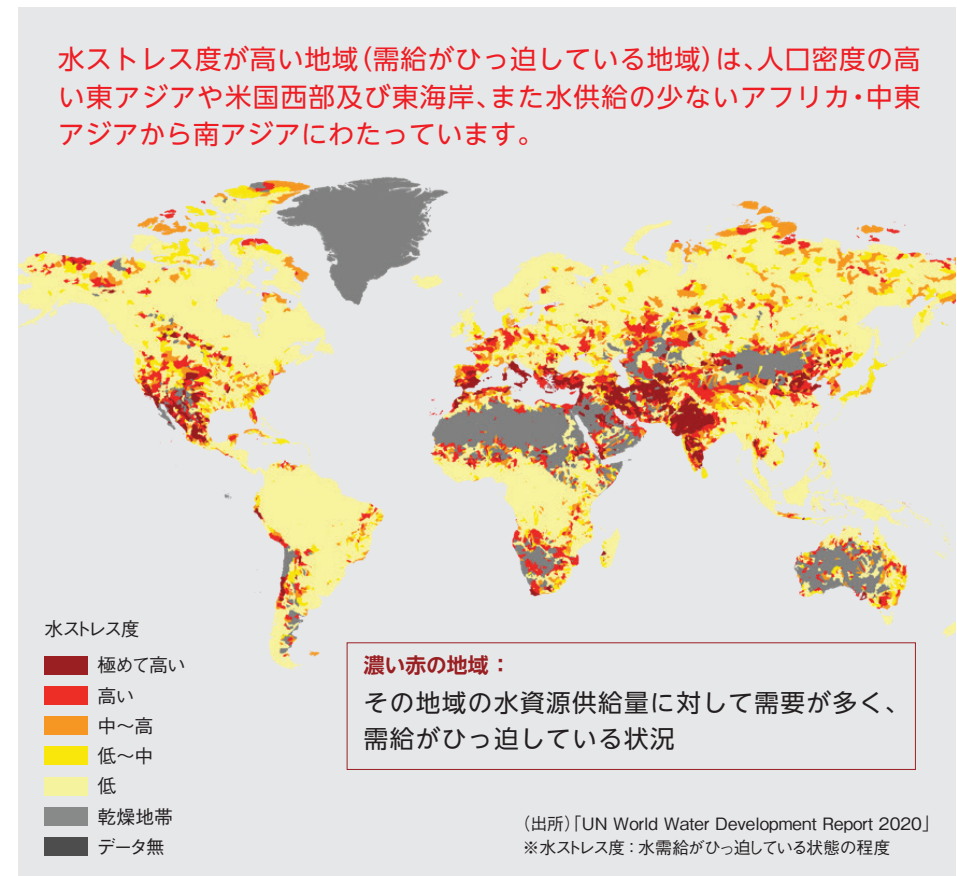 水ストレス度が高い地域（需給がひっ迫している地域）は、人口密度の高
い東アジアや米国西部及び東海岸、また水供給の少ないアフリカ・中東
アジアから南アジアにわたっています。
水ストレス度
極めて高い
高い
中～高
低～中
低
乾燥地帯
データ無
濃い赤の地域：
その地域の水資源供給量に対して需要が多く、
需給がひっ迫している状況
（出所）「UN World Water Development Report 2020」
※水ストレス度：水需給がひっ迫している状態の程度